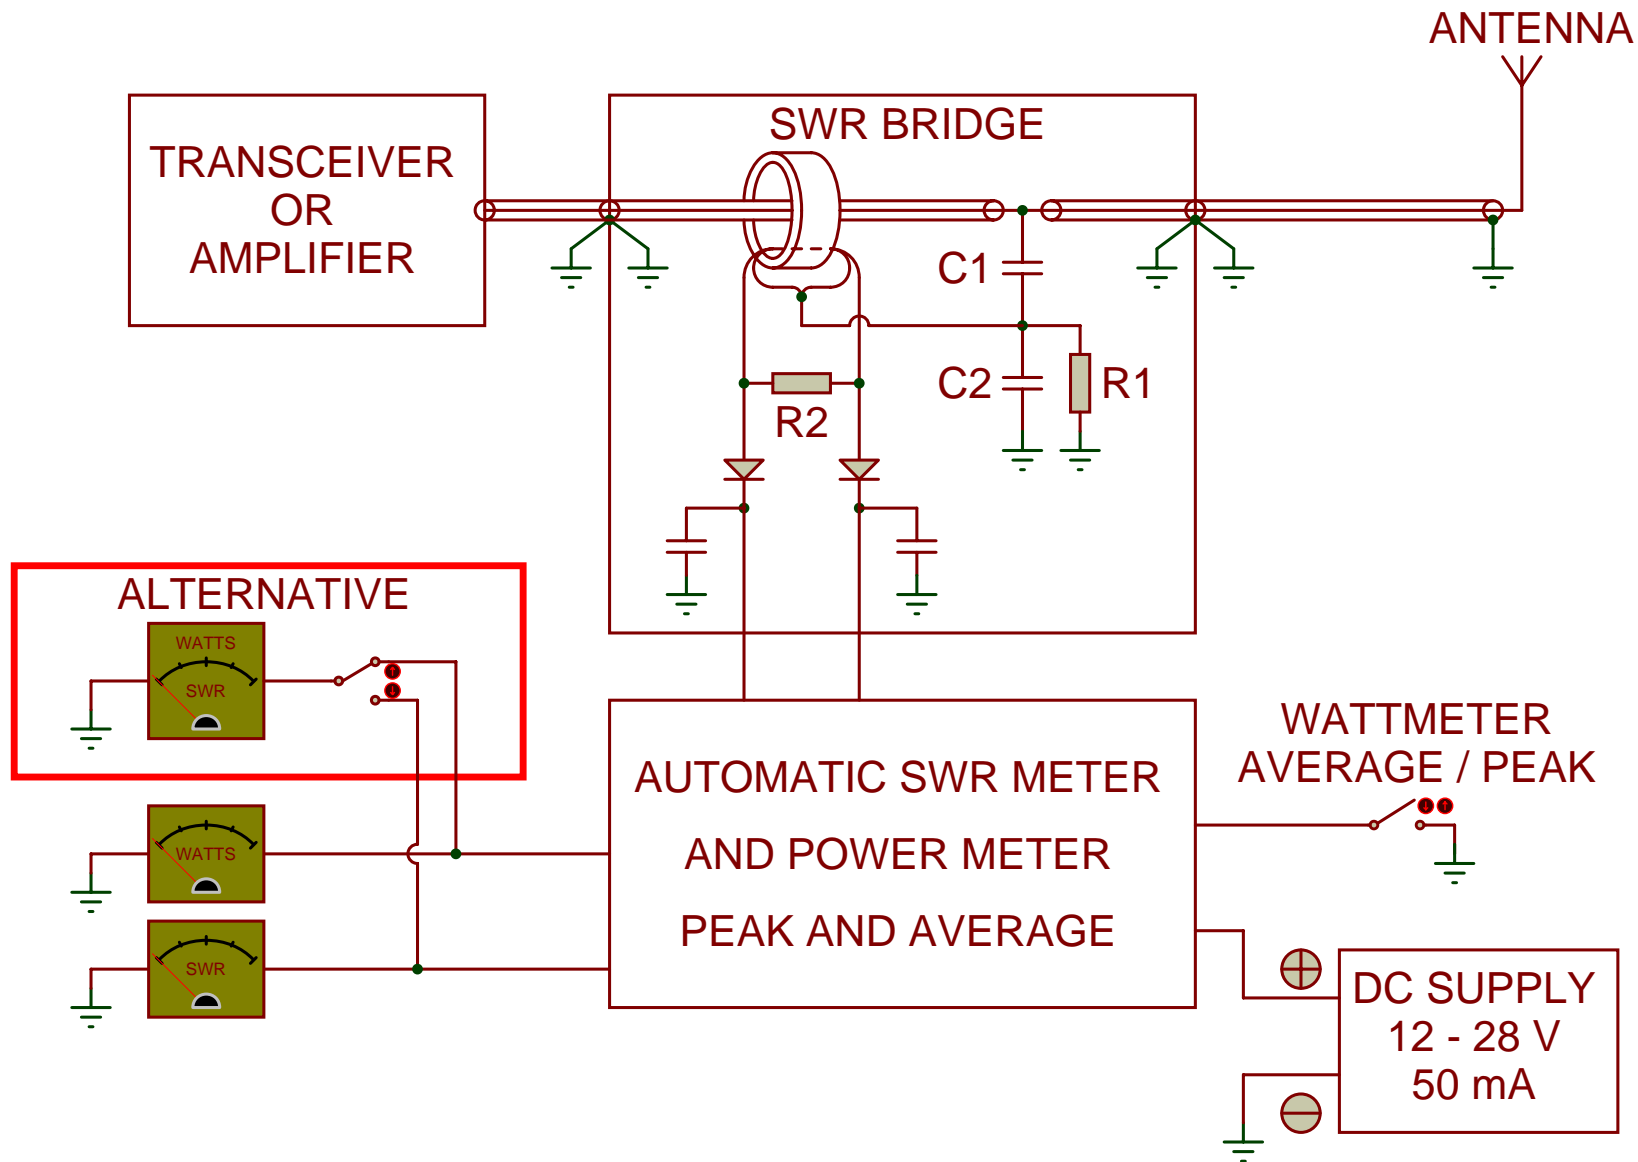 ANTENNA
TRANSCEIVER
OR
AMPLIFIER
SWR BRIDGE
C1
C2
R1
R2
ALTERNATIVE
WATTS
SWR
WATTS
SWR
AUTOMATIC SWR METER
AND POWER METER
PEAK AND AVERAGE
WATTMETER
AVERAGE / PEAK
DC SUPPLY
12 - 28 V
50 mA